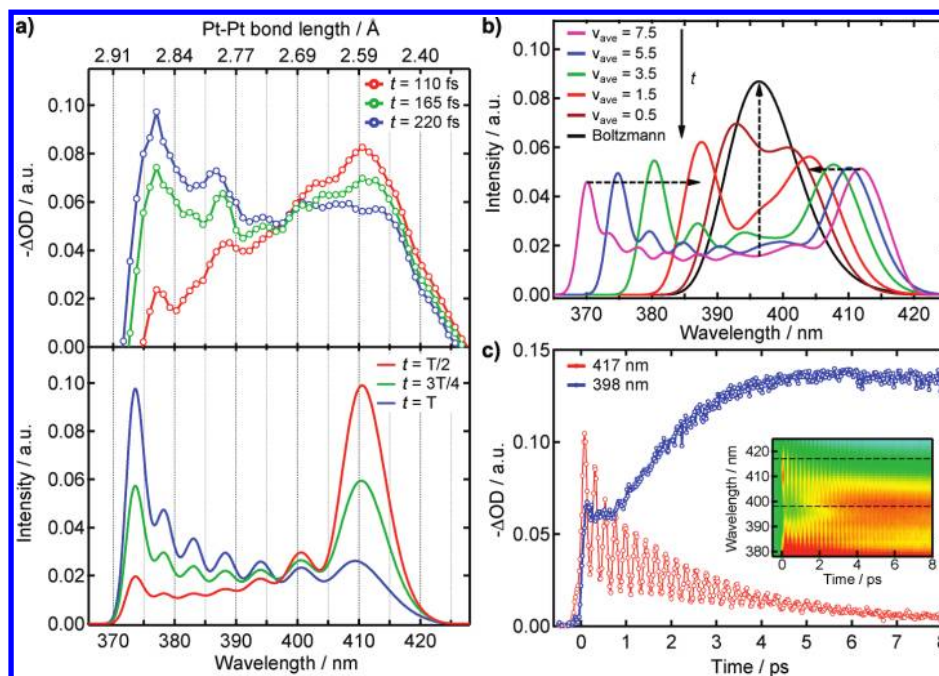 a)
Pt-Pt bond length / Å
2.91 2.84 2.77 2.69 2.59 2.40
t = 110 fs
t = 165 fs
t = 220 fs
-ΔOD / a.u.
0.10
0.08
0.06
0.04
0.02
0.00
t = T/2
t = 3T/4
t = T
Intensity / a.u.
0.10
0.08
0.06
0.04
0.02
0.00
370 380 390 400 410 420
Wavelength / nm
b)
v_ave = 7.5
v_ave = 5.5
v_ave = 3.5
v_ave = 1.5
v_ave = 0.5
Boltzmann
t
Intensity / a.u.
0.11
0.08
0.06
0.04
0.02
0.00
370 380 390 400 410 420
Wavelength / nm
c)
417 nm
398 nm
-ΔOD / a.u.
0.15
0.10
0.05
0.00
0 1 2 3 4 5 6 7 8
Time / ps
Wavelength / nm
420
410
400
390
380
0 2 4 6 8
Time / ps